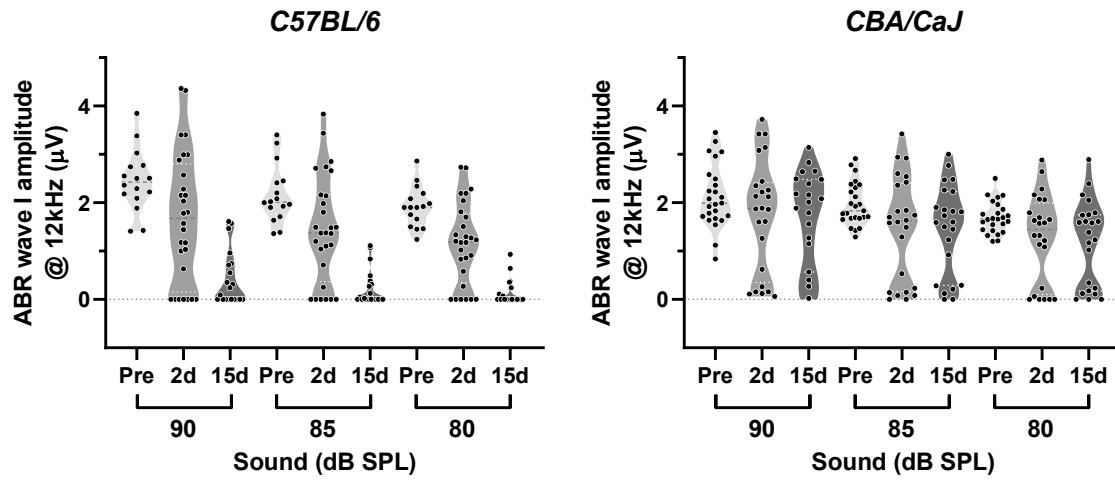 C57BL/6
ABR wave I amplitude
@ 12kHz (μV)
4
2
0
Pre 2d 15d Pre 2d 15d Pre 2d 15d
90 85 80
Sound (dB SPL)
CBA/CaJ
ABR wave I amplitude
@ 12kHz (μV)
4
2
0
Pre 2d 15d Pre 2d 15d Pre 2d 15d
90 85 80
Sound (dB SPL)